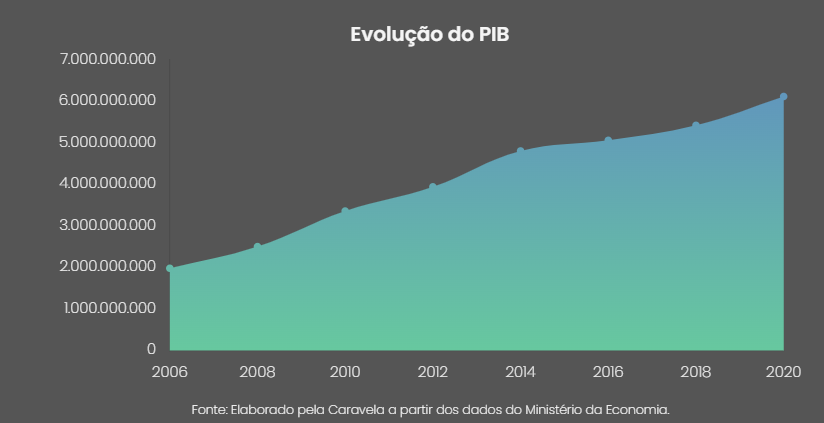 Evolução do PIB
7.000.000.000
6.000.000.000
5.000.000.000
4.000.000.000
3.000.000.000
2.000.000.000
1.000.000.000
0
2006 2008 2010 2012 2014 2016 2018 2020
Fonte: Elaborado pela Caravela a partir dos dados do Ministério da Economia.